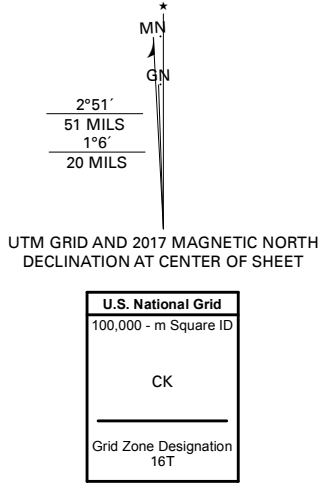 MN
GN
2°51´
51 MILS
1°6´
20 MILS
UTM GRID AND 2017 MAGNETIC NORTH
DECLINATION AT CENTER OF SHEET
U.S. National Grid
100,000 - m Square ID
CK
Grid Zone Designation
16T